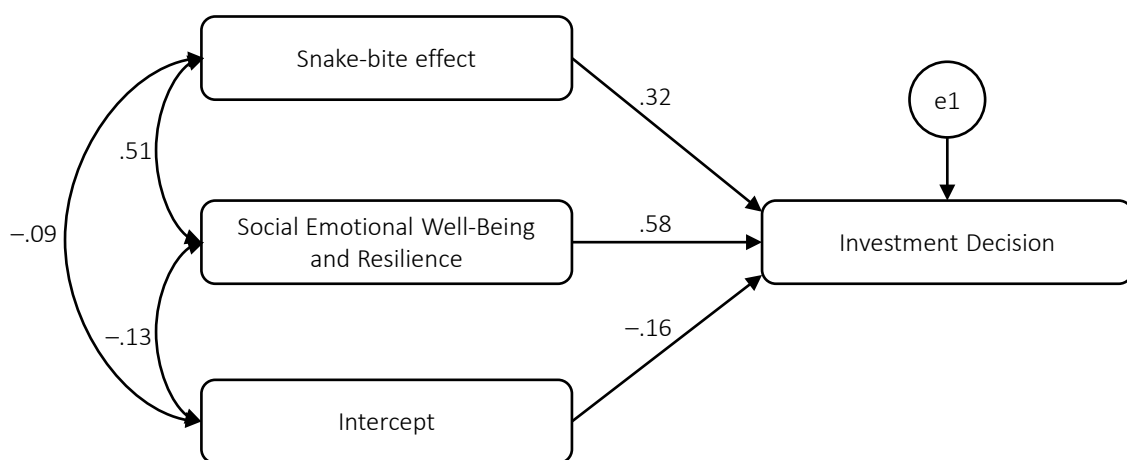 Snake-bite effect
.32
e1
.51
–.09
Social Emotional Well-Being
and Resilience
.58
Investment Decision
–.13
–.16
Intercept